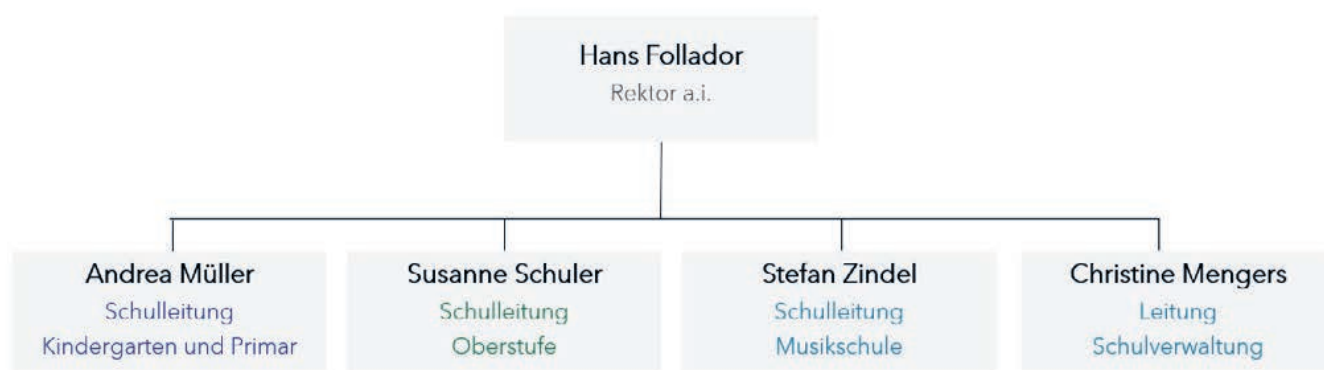 Hans Follador
Rektor a.i.
Andrea Müller
Schulleitung
Kindergarten und Primar
Susanne Schuler
Schulleitung
Oberstufe
Stefan Zindel
Schulleitung
Musikschule
Christine Mengers
Leitung
Schulverwaltung